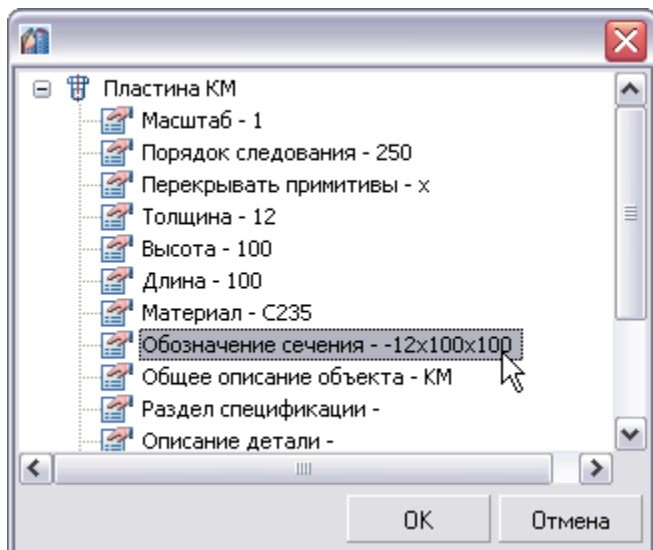 Пластина КМ
Масштаб - 1
Порядок следования - 250
Перекрывать примитивы - x
Толщина - 12
Высота - 100
Длина - 100
Материал - С235
Обозначение сечения - -12x100x100
Общее описание объекта - КМ
Раздел спецификации -
Описание детали -
OK
Отмена